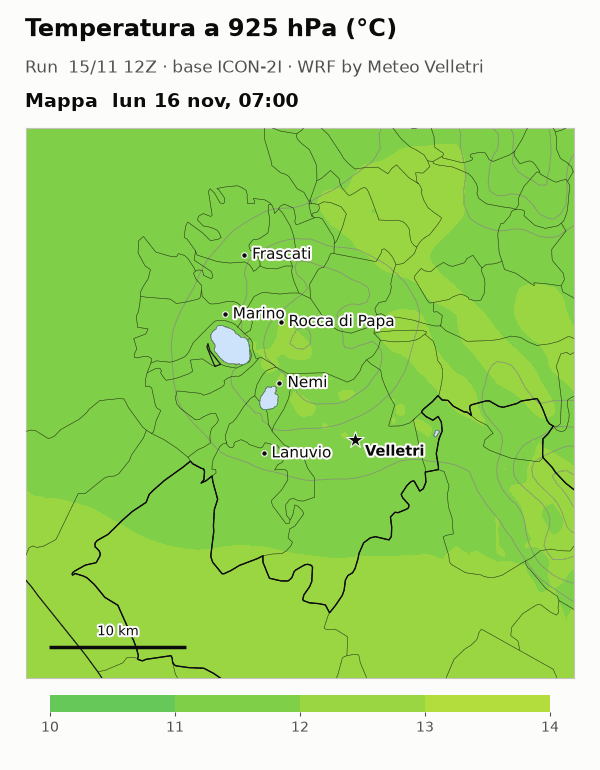 Temperatura a 925 hPa (°C)
Run  15/11 12Z · base ICON-2I · WRF by Meteo Velletri
Mappa  lun 16 nov, 07:00
Frascati
Marino
Rocca di Papa
Nemi
Velletri
Lanuvio
10 km
10 11 12 13 14